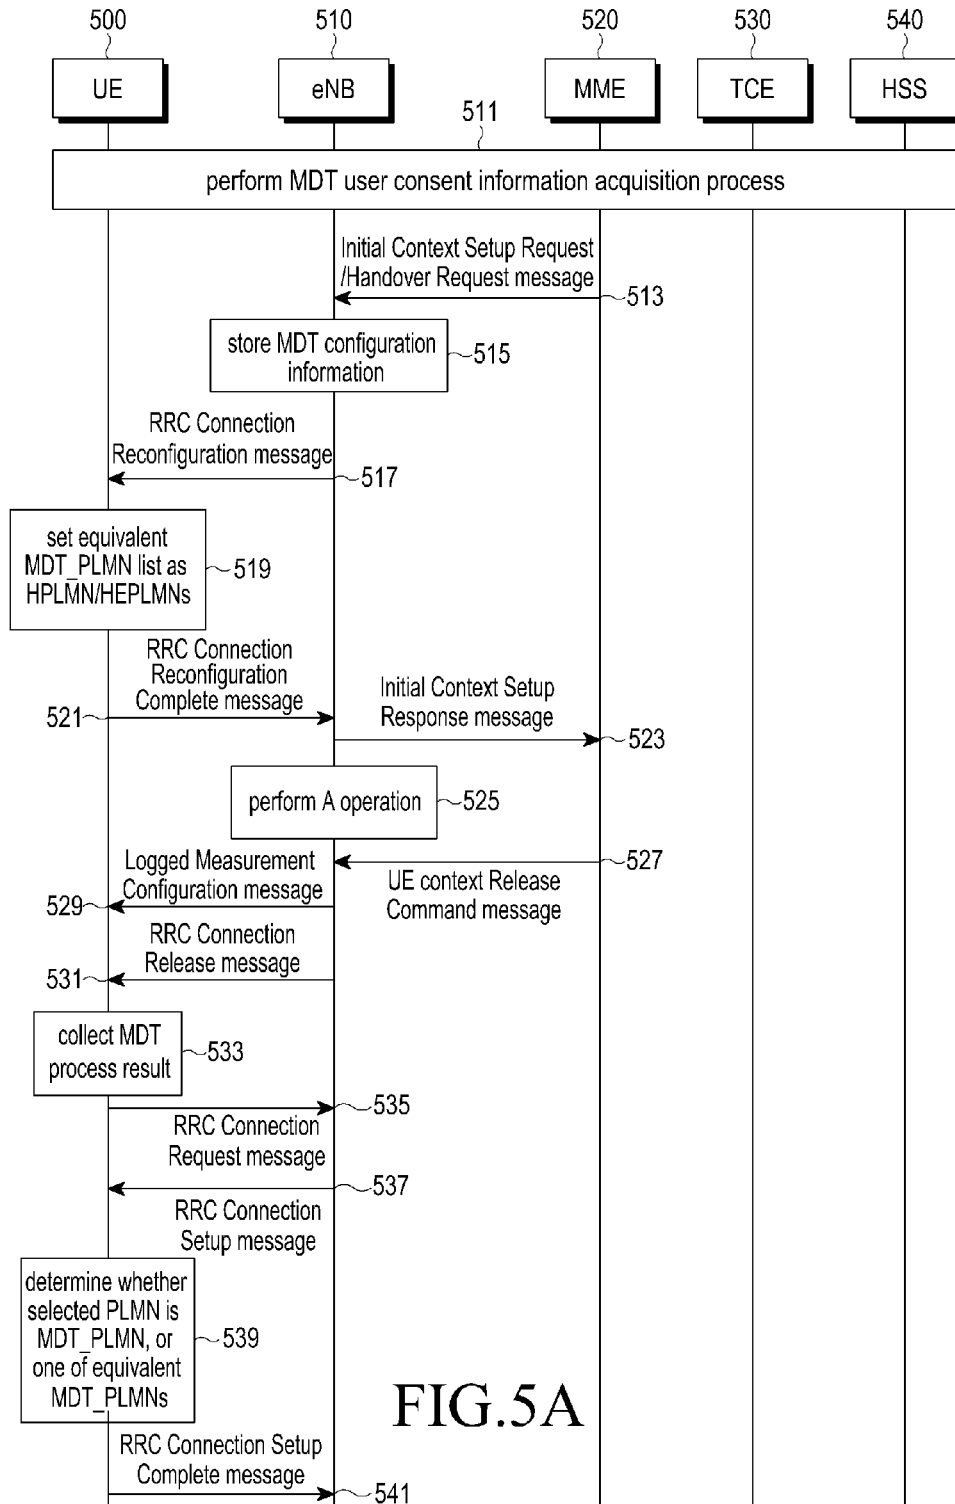 500
510
520
530
540
UE
eNB
MME
TCE
HSS
511
perform MDT user consent information acquisition process
Initial Context Setup Request
/Handover Request message
513
store MDT configuration
information
515
RRC Connection
Reconfiguration message
517
set equivalent
MDT_PLMN list as
HPLMN/HEPLMNs
519
RRC Connection
Reconfiguration
Complete message
521
Initial Context Setup
Response message
523
perform A operation
525
527
UE context Release
Command message
Logged Measurement
Configuration message
529
RRC Connection
Release message
531
collect MDT
process result
533
535
RRC Connection
Request message
537
RRC Connection
Setup message
determine whether
selected PLMN is
MDT_PLMN, or
one of equivalent
MDT_PLMNs
539
FIG.5A
RRC Connection Setup
Complete message
541